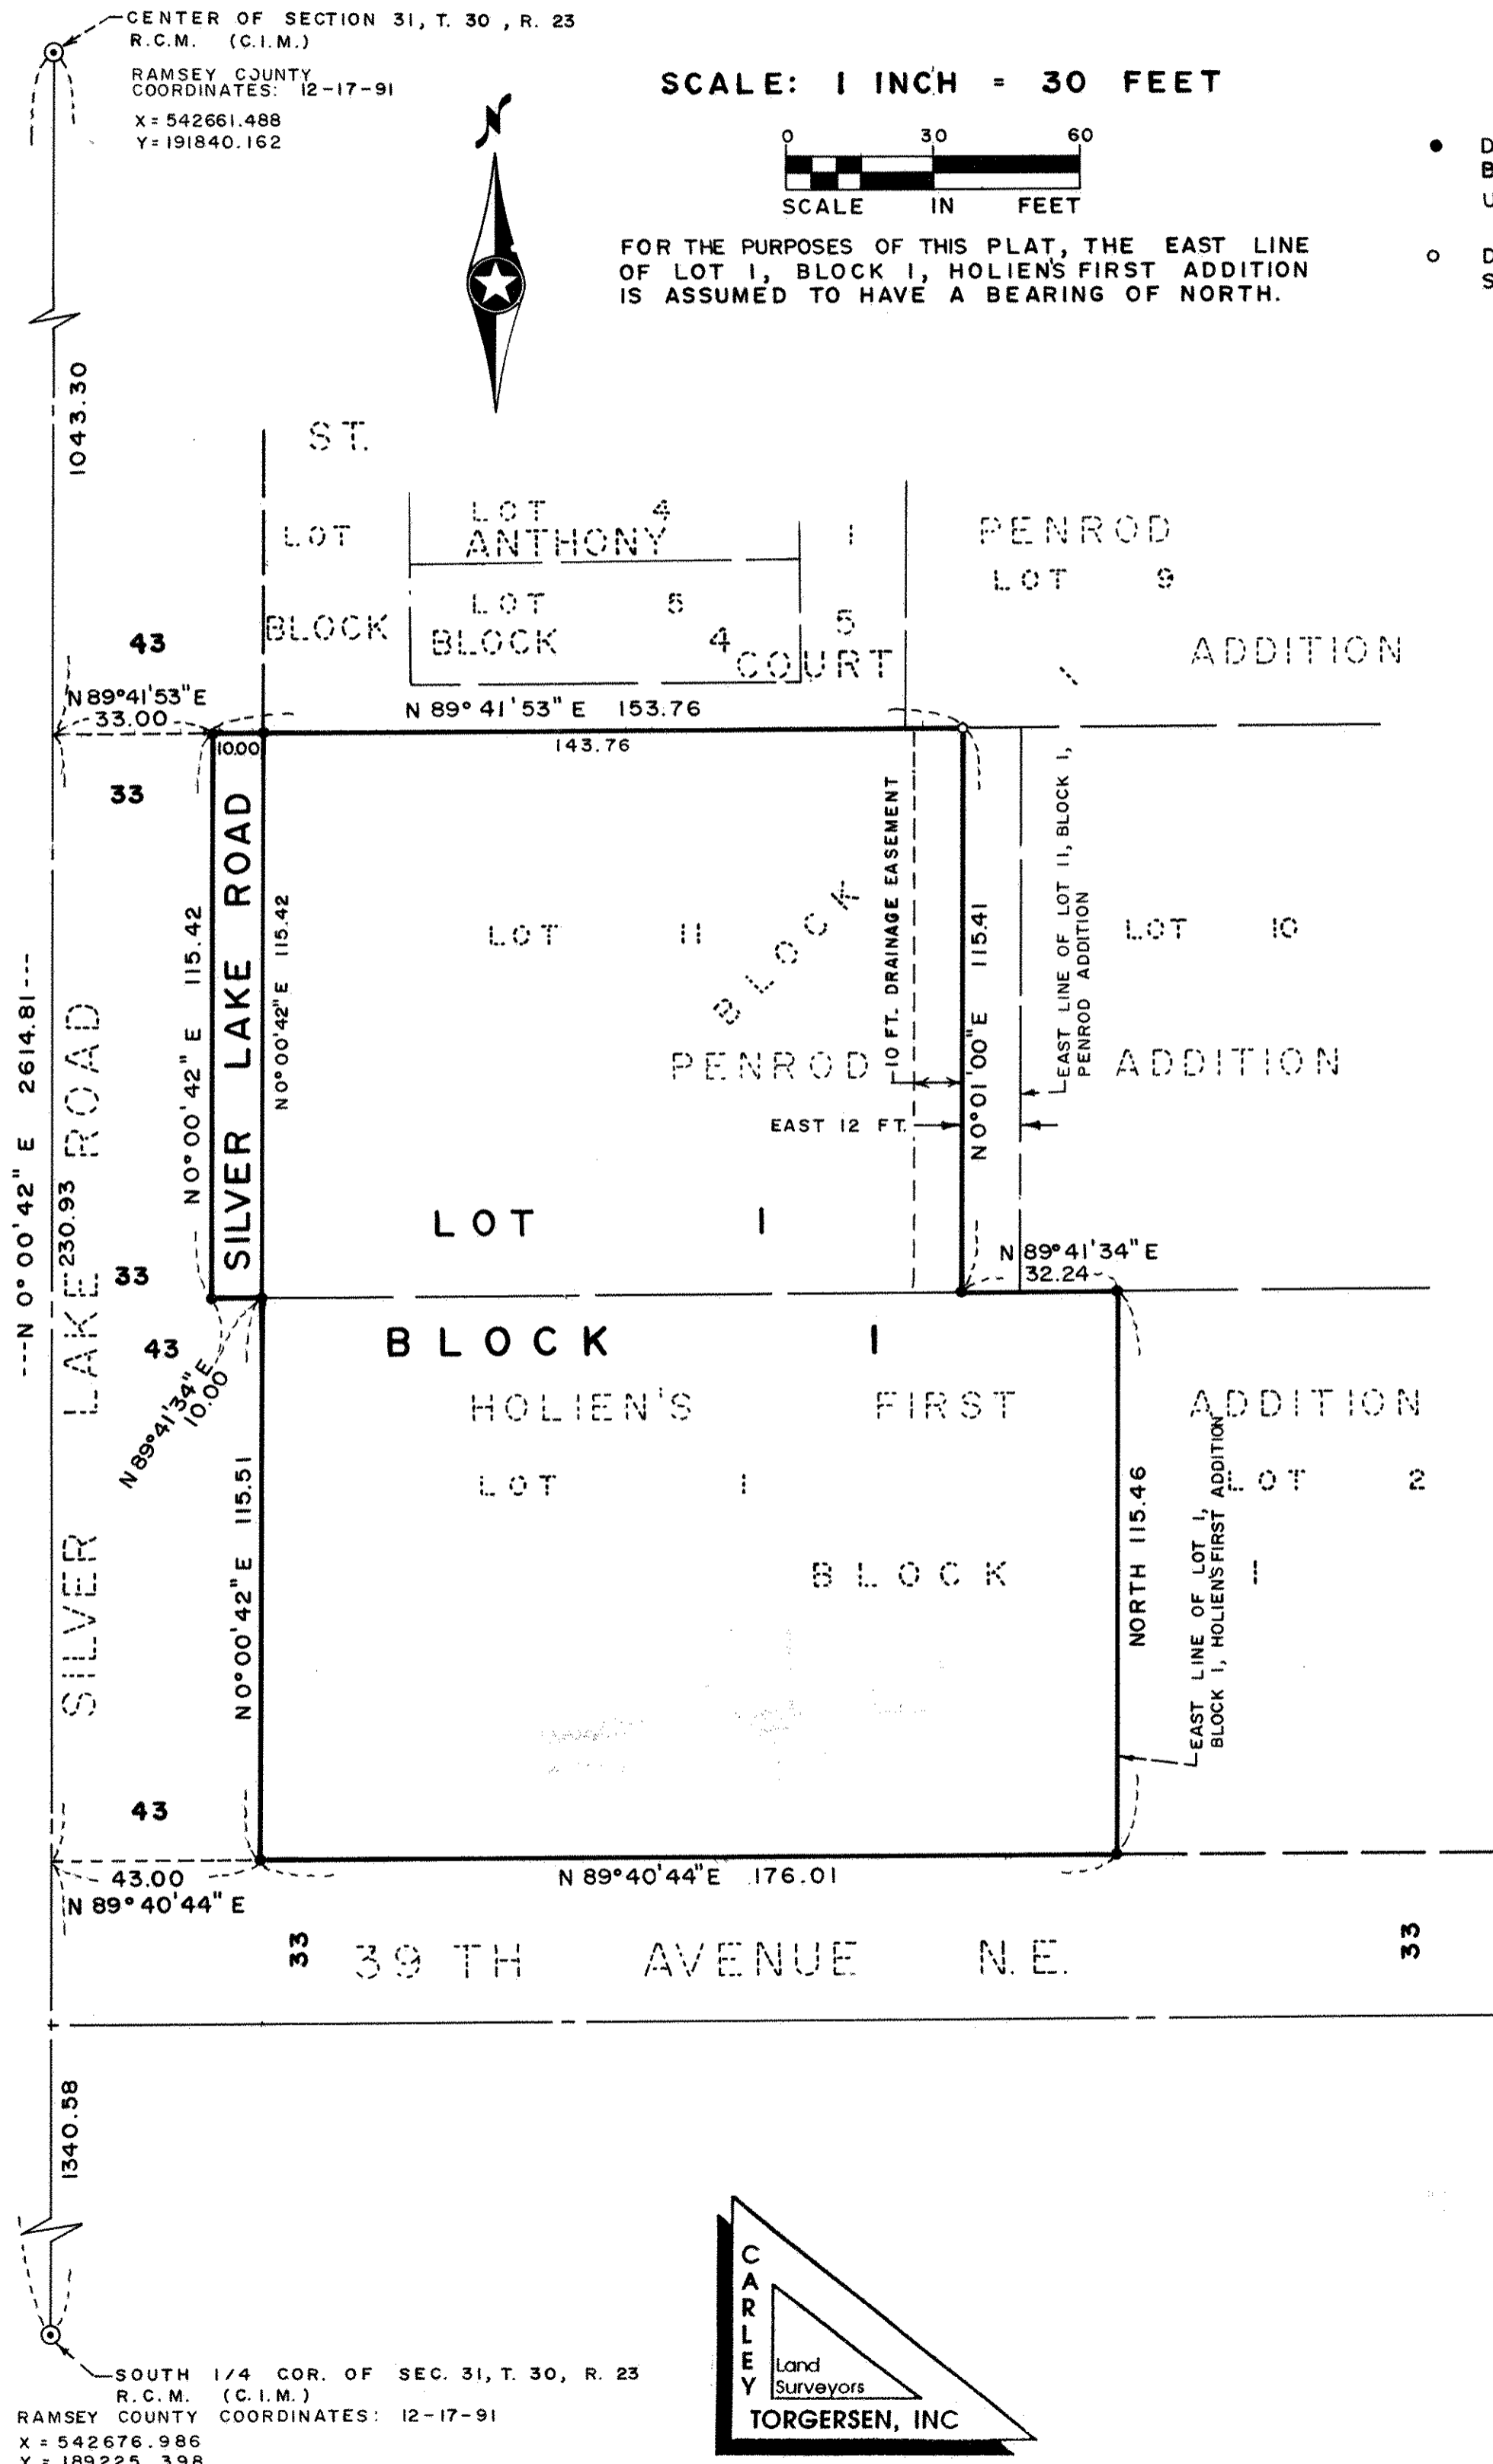 CENTER OF SECTION 31, T. 30 , R. 23
R.C.M. (C.I.M.)
RAMSEY COUNTY
COORDINATES: 12-17-91
X= 542661.488
Y= 191840.162
N
SCALE: 1 INCH = 30 FEET
0 30 60
SCALE IN FEET
FOR THE PURPOSES OF THIS PLAT, THE EAST LINE
OF LOT 1, BLOCK 1, HOLIEN'S FIRST ADDITION
IS ASSUMED TO HAVE A BEARING OF NORTH.
D
B
U
D
S
1043.30
ST.
LOT
LOT 4
ANTHONY
1
PENROD
LOT 9
LOT 5
BLOCK
BLOCK 4
5
COURT
1
ADDITION
43
N 89°41'53" E
33.00
N 89° 41'53" E 153.76
10.00
143.76
33
SILVER LAKE ROAD
N 0°00'42" E 115.42
N 0°00'42" E 115.42
LOT 11
BLOCK
PENROD
10 FT. DRAINAGE EASEMENT
N 0°01'00" E 115.41
EAST LINE OF LOT 11, BLOCK 1,
PENROD ADDITION
LOT 10
ADDITION
EAST 12 FT.
---N 0° 00'42" E 2614.81---
SILVER LAKE ROAD
230.93
LOT 1
33
N 89°41'34" E
32.24
43
N 89°41'34" E
10.00
BLOCK 1
HOLIEN'S FIRST ADDITION
LOT 1
LOT 2
BLOCK 1
N 0°00'42" E 115.51
NORTH 115.46
EAST LINE OF LOT 1,
BLOCK 1, HOLIEN'S FIRST ADDITION
43
43.00
N 89°40'44" E
N 89°40'44" E 176.01
33
39 TH AVENUE N.E.
33
1340.58
SOUTH 1/4 COR. OF SEC. 31, T. 30, R. 23
R.C.M. (C.I.M.)
RAMSEY COUNTY COORDINATES: 12-17-91
X = 542676.986
Y = 189225.398
CARLEY
Land
Surveyors
TORGERSEN, INC